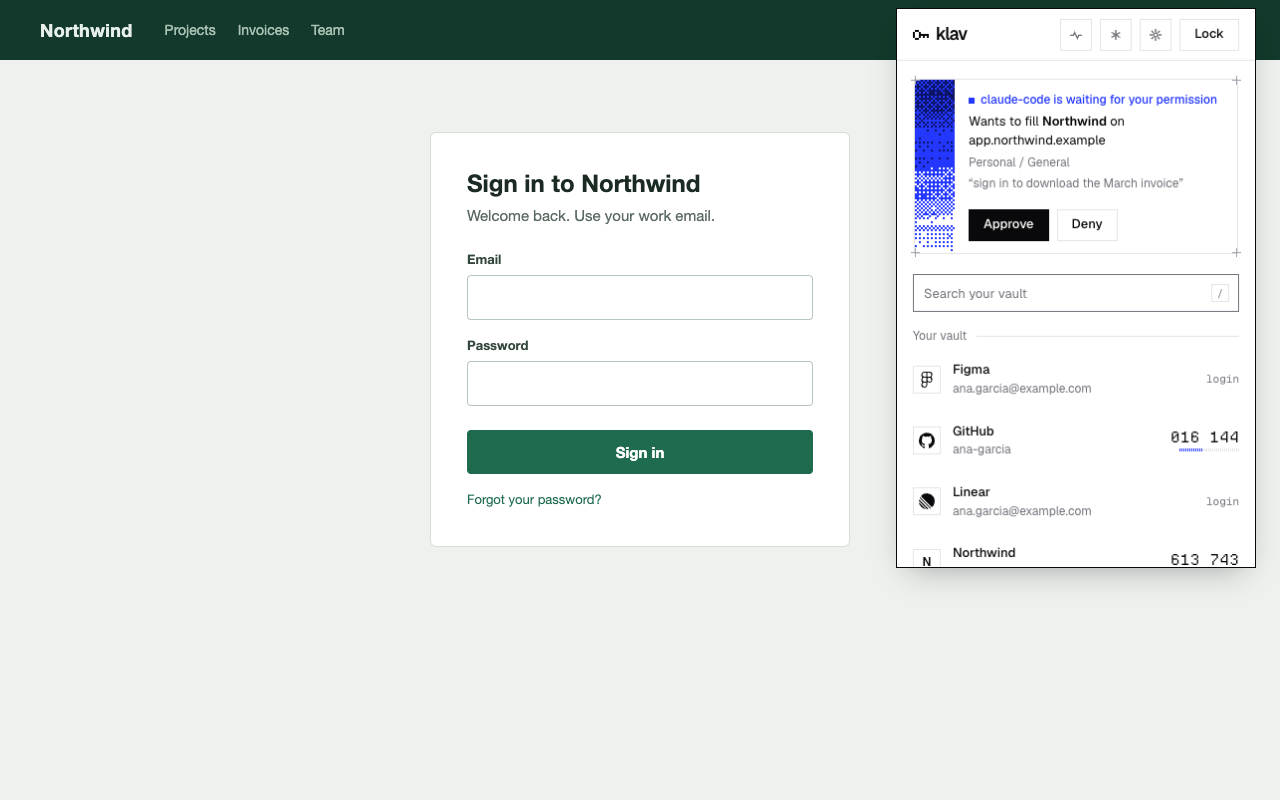 Northwind
Projects
Invoices
Team
Sign in to Northwind
Welcome back. Use your work email.
Email
Password
Sign in
Forgot your password?
klav
Lock
claude-code is waiting for your permission
Wants to fill Northwind on
app.northwind.example
Personal / General
“sign in to download the March invoice”
Approve
Deny
Search your vault
/
Your vault
Figma
ana.garcia@example.com
login
GitHub
ana-garcia
016 144
Linear
ana.garcia@example.com
login
N
Northwind
613 743